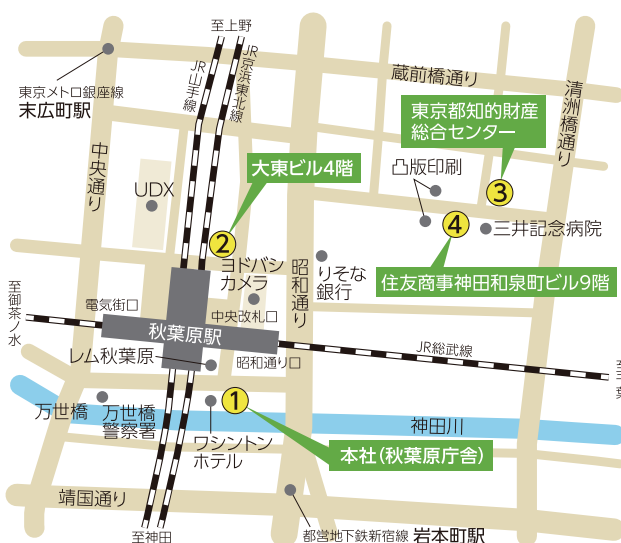 至上野
JR山手線
JR京浜東北線
蔵前橋通り
清洲橋通り
東京メトロ銀座線
末広町駅
中央通り
東京都知的財産
総合センター
凸版印刷
大東ビル4階
UDX
3
4
三井記念病院
2
ヨドバシ
カメラ
昭和通り
りそな
銀行
住友商事神田和泉町ビル9階
至御茶ノ水
電気街口
中央改札口
秋葉原駅
JR総武線
レム秋葉原
昭和通り口
1
万世橋
万世橋
警察署
ワシントン
ホテル
神田川
本社(秋葉原庁舎)
靖国通り
至神田
都営地下鉄新宿線 岩本町駅